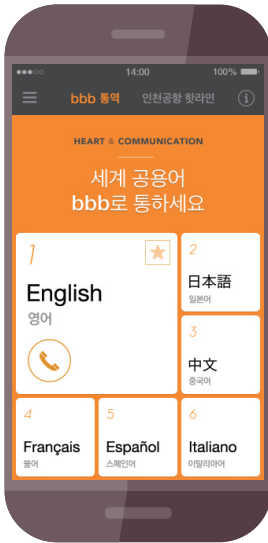 14:00
100%
bbb 통역
인천공항 핫라인
i
HEART & COMMUNICATION
세계 공용어
bbb로 통하세요
1
English
영어
2
日本語
일본어
3
中文
중국어
4
Français
불어
5
Español
스페인어
6
Italiano
이탈리아어